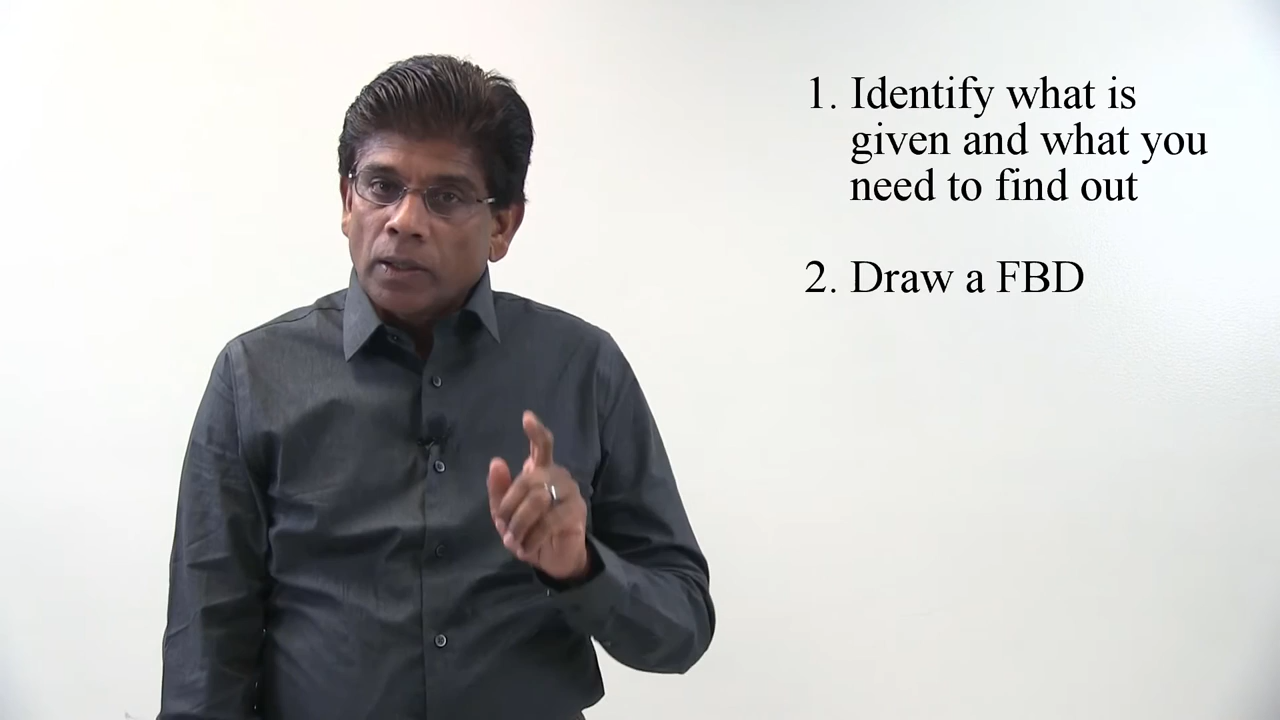 1. Identify what is
given and what you
need to find out
2. Draw a FBD